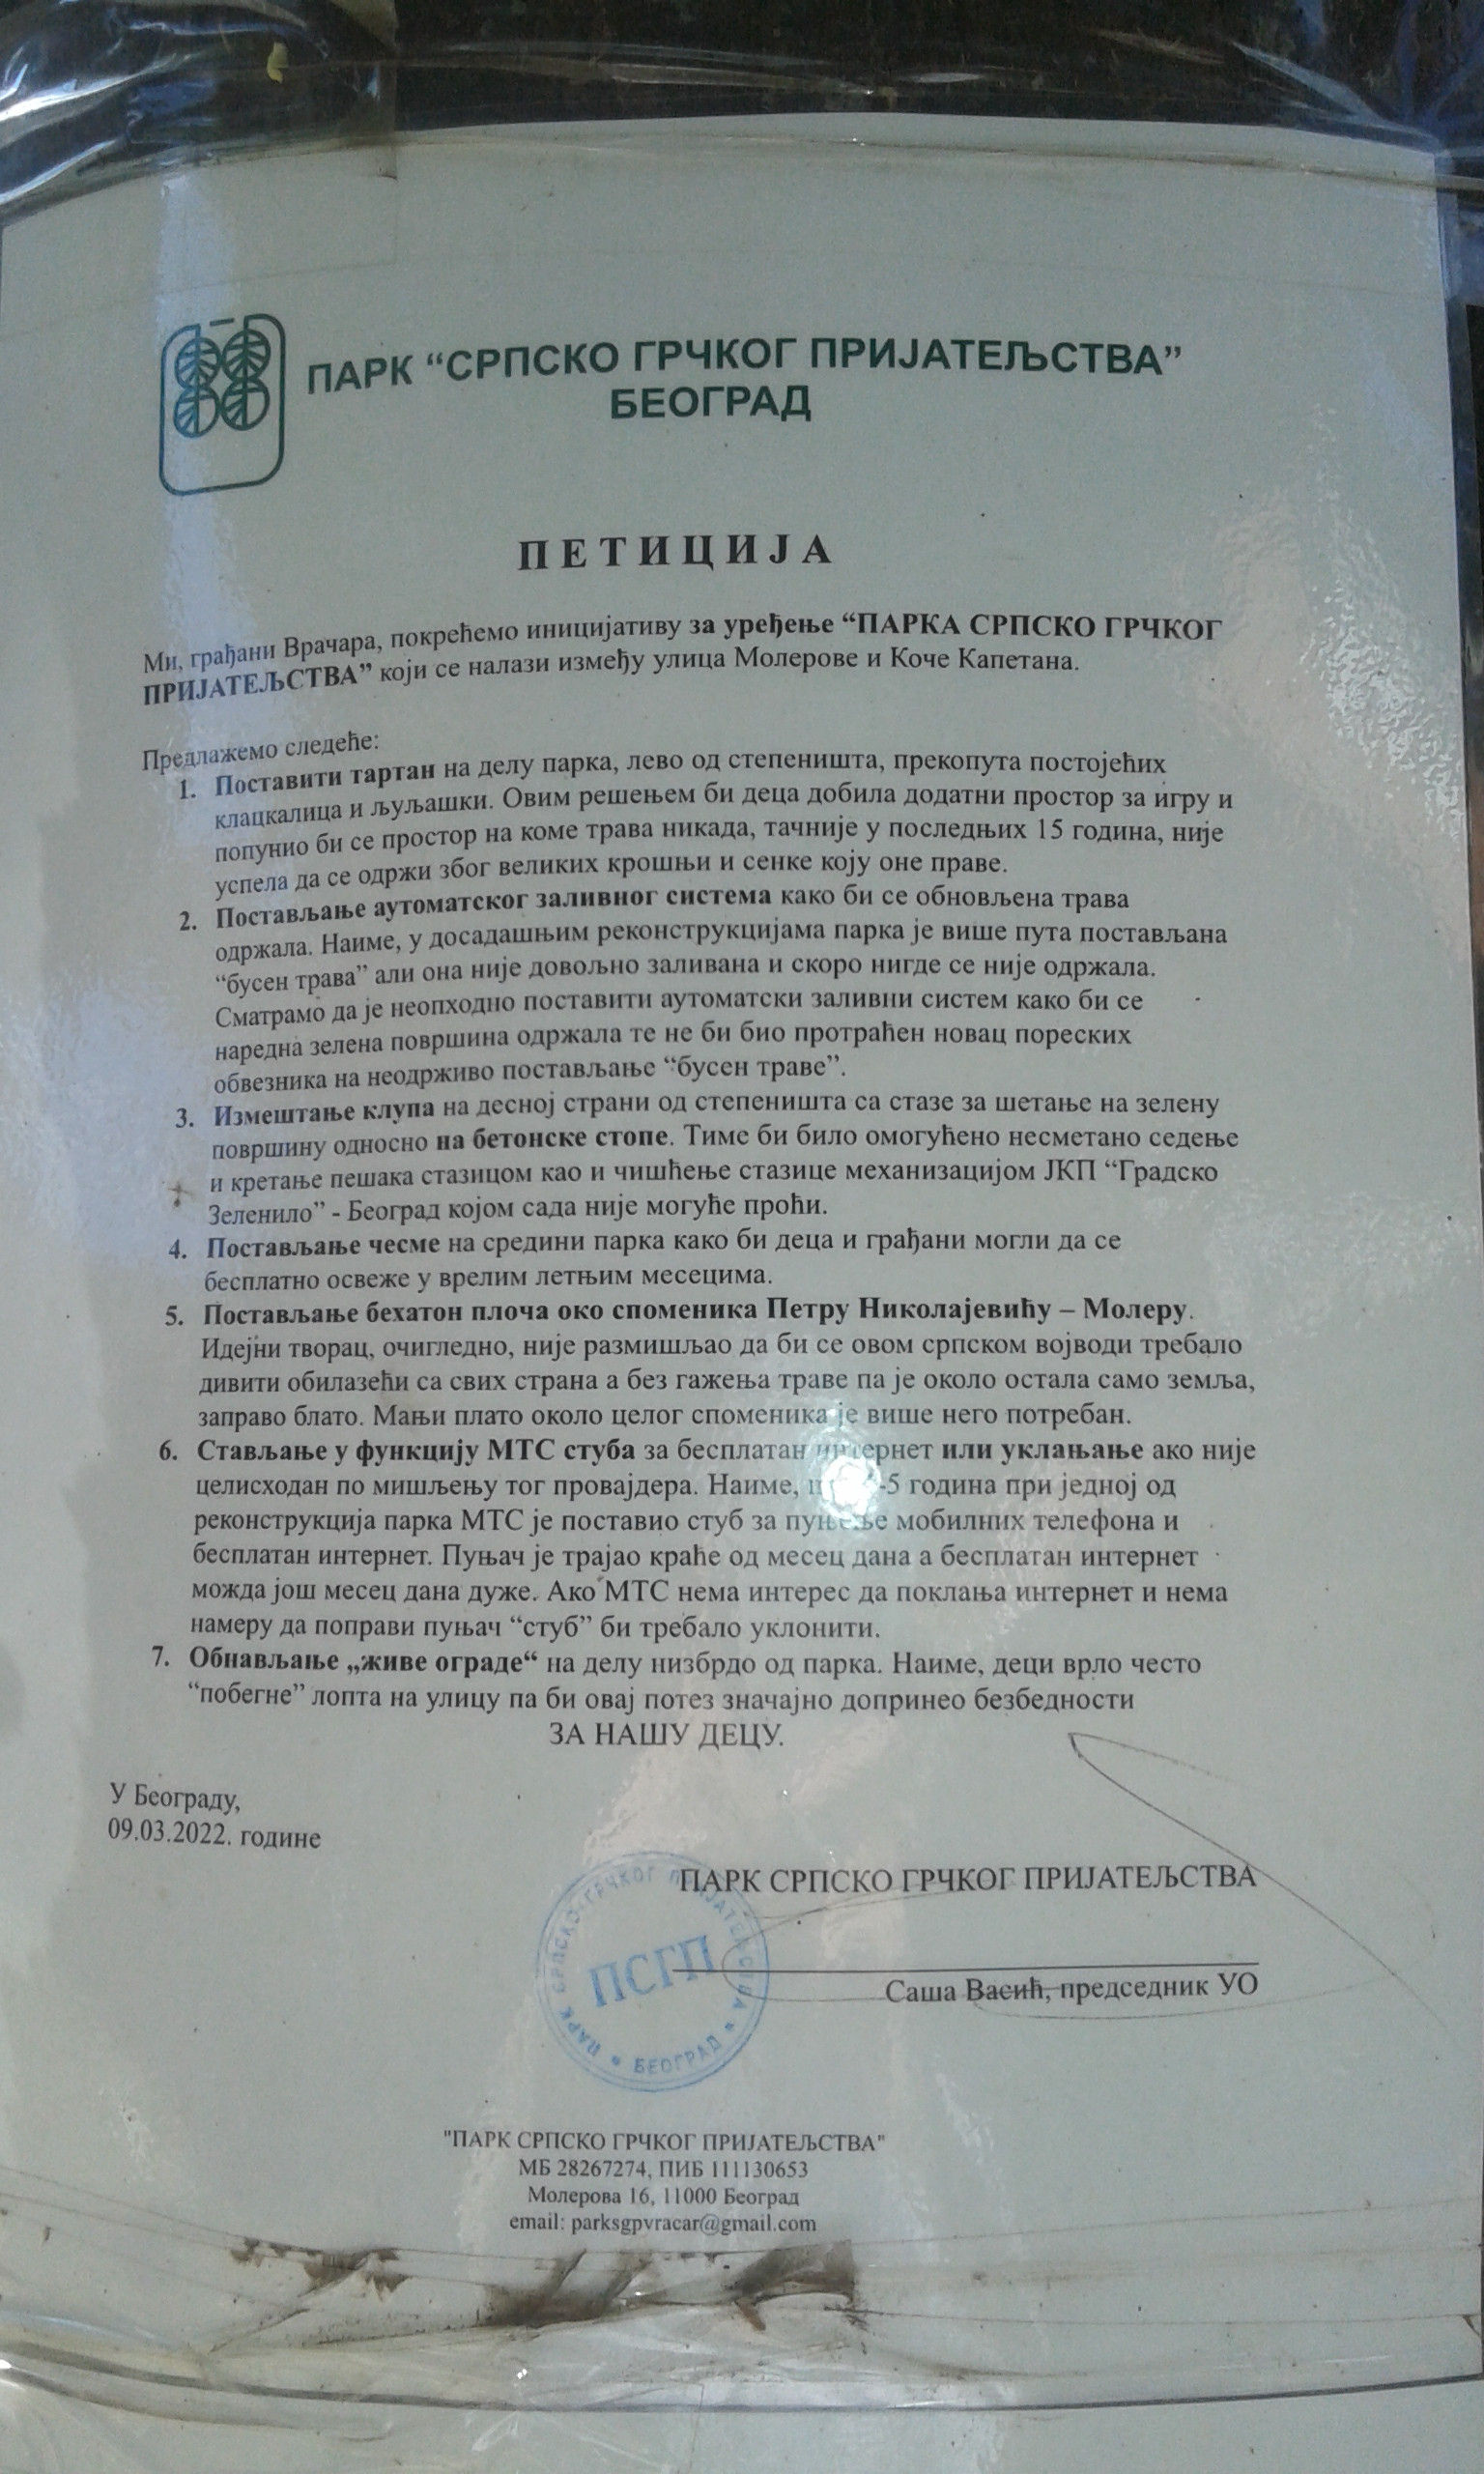 ПАРК “СРПСКО ГРЧКОГ ПРИЈАТЕЉСТВА”
БЕОГРАД
ПЕТИЦИЈА
Ми, грађани Врачара, покрећемо иницијативу за уређење “ПАРКА СРПСКО ГРЧКОГ
ПРИЈАТЕЉСТВА” који се налази између улица Молерове и Коче Капетана.
Предлажемо следеће:
1. Поставити тартан на делу парка, лево од степеништа, прекопута постојећих
клацкалица и љуљашки. Овим решењем би деца добила додатни простор за игру и
попунио би се простор на коме трава никада, тачније у последњих 15 година, није
успела да се одржи због великих крошњи и сенке коју оне праве.
2. Постављање аутоматског заливног система како би се обновљена трава
одржала. Наиме, у досадашњим реконструкцијама парка је више пута постављана
“бусен трава” али она није довољно заливана и скоро нигде се није одржала.
Сматрамо да је неопходно поставити аутоматски заливни систем како би се
наредна зелена површина одржала те не би био протраћен новац пореских
обвезника на неодрживо постављање “бусен траве”.
3. Измештање клупа на десној страни од степеништа са стазе за шетање на зелену
површину односно на бетонске стопе. Тиме би било омогућено несметано седење
и кретање пешака стазицом као и чишћење стазице механизацијом ЈКП “Градско
Зеленило” - Београд којом сада није могуће проћи.
4. Постављање чесме на средини парка како би деца и грађани могли да се
бесплатно освеже у врелим летњим месецима.
5. Постављање бехатон плоча око споменика Петру Николајевићу – Молеру.
Идејни творац, очигледно, није размишљао да би се овом српском војводи требало
дивити обилазећи са свих страна а без гажења траве па је около остала само земља,
заправо блато. Мањи плато около целог споменика је више него потребан.
6. Стављање у функцију МТС стуба за бесплатан интернет или уклањање ако није
целисходан по мишљењу тог провајдера. Наиме, -5 година при једној од
реконструкција парка МТС је поставио стуб за пуњење мобилних телефона и
бесплатан интернет. Пуњач је трајао краће од месец дана а бесплатан интернет
можда још месец дана дуже. Ако МТС нема интерес да поклања интернет и нема
намеру да поправи пуњач “стуб” би требало уклонити.
7. Обнављање „живе ограде“ на делу низбрдо од парка. Наиме, деци врло често
“побегне” лопта на улицу па би овај потез значајно допринео безбедности
ЗА НАШУ ДЕЦУ.
У Београду,
09.03.2022. године
ПАРК СРПСКО ГРЧКОГ ПРИЈАТЕЉСТВА
Саша Васић, председник УО
ПАРК СРПСКО-ГРЧКОГ ПРИЈАТЕЉСТВА
ПСГП
БЕОГРАД
"ПАРК СРПСКО ГРЧКОГ ПРИЈАТЕЉСТВА"
МБ 28267274, ПИБ 111130653
Молерова 16, 11000 Београд
email: parksgpvracar@gmail.com